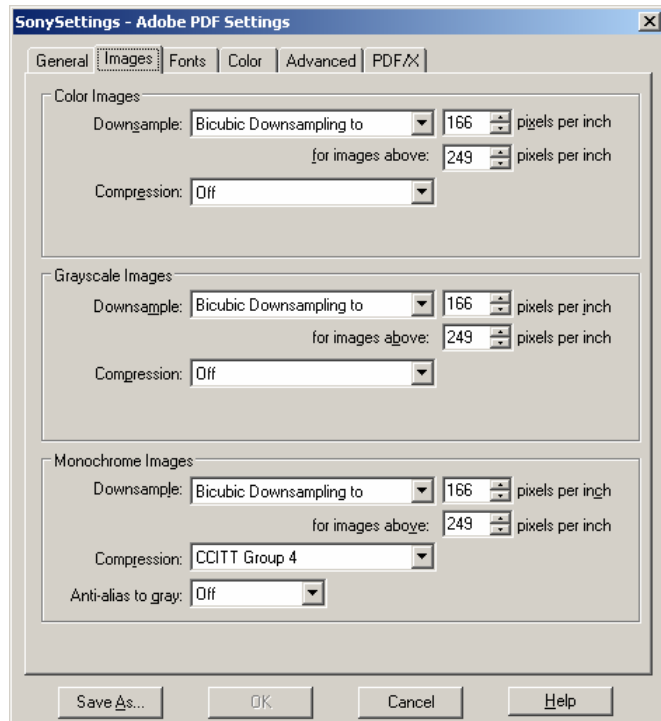 SonySettings - Adobe PDF Settings
General Images Fonts Color Advanced PDF/X
Color Images
Downsample: Bicubic Downsampling to 166 pixels per inch
for images above: 249 pixels per inch
Compression: Off
Grayscale Images
Downsample: Bicubic Downsampling to 166 pixels per inch
for images above: 249 pixels per inch
Compression: Off
Monochrome Images
Downsample: Bicubic Downsampling to 166 pixels per inch
for images above: 249 pixels per inch
Compression: CCITT Group 4
Anti-alias to gray: Off
Save As... OK Cancel Help